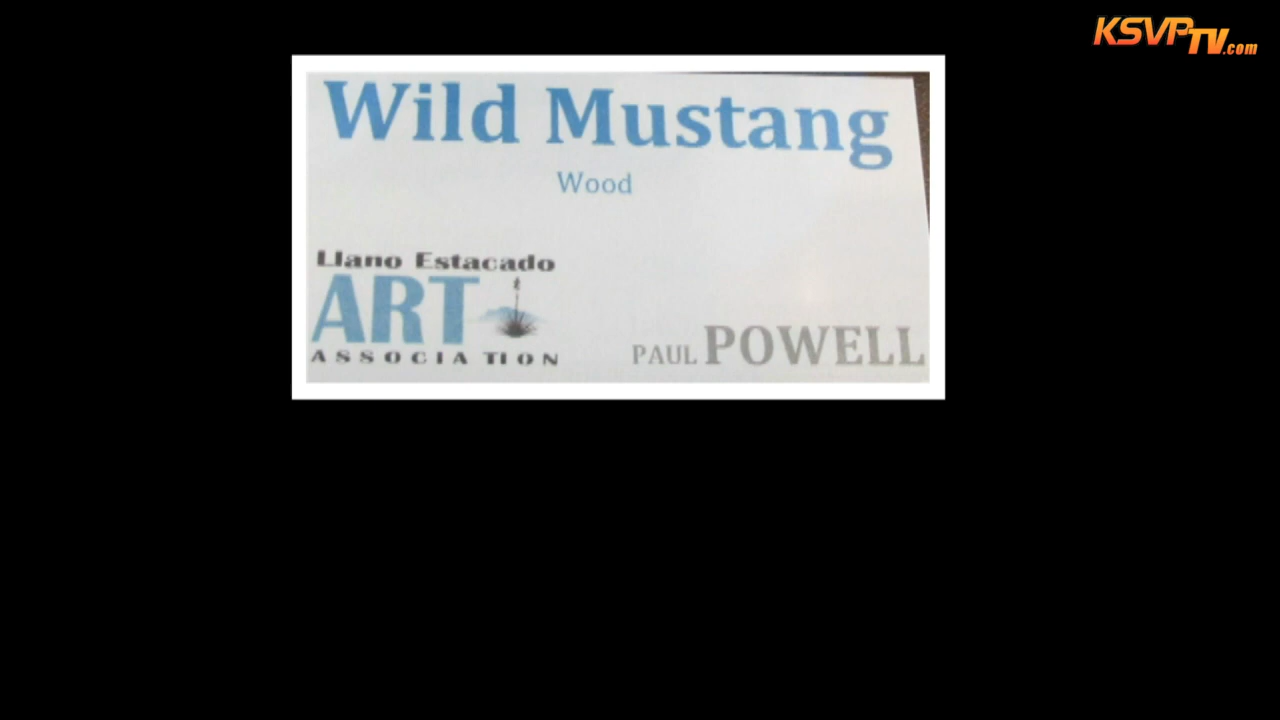 KSVPTV.com
Wild Mustang
Wood
Llano Estacado
ART
ASSOCIATION
PAUL POWELL